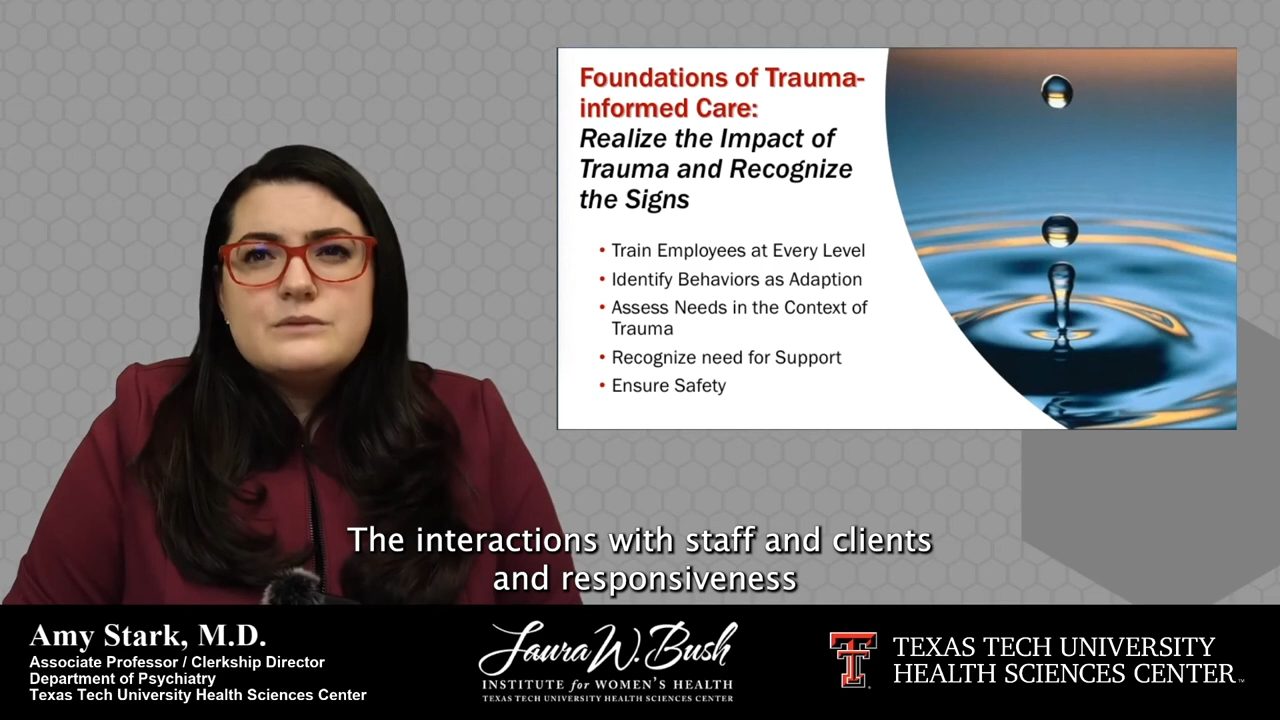 Foundations of Trauma-
informed Care:
Realize the Impact of
Trauma and Recognize
the Signs
• Train Employees at Every Level
• Identify Behaviors as Adaption
• Assess Needs in the Context of
Trauma
• Recognize need for Support
• Ensure Safety
The interactions with staff and clients
and responsiveness
Amy Stark, M.D.
Associate Professor / Clerkship Director
Department of Psychiatry
Texas Tech University Health Sciences Center
Laura W. Bush
INSTITUTE for WOMEN'S HEALTH
TEXAS TECH UNIVERSITY HEALTH SCIENCES CENTER
TEXAS TECH UNIVERSITY
HEALTH SCIENCES CENTER™